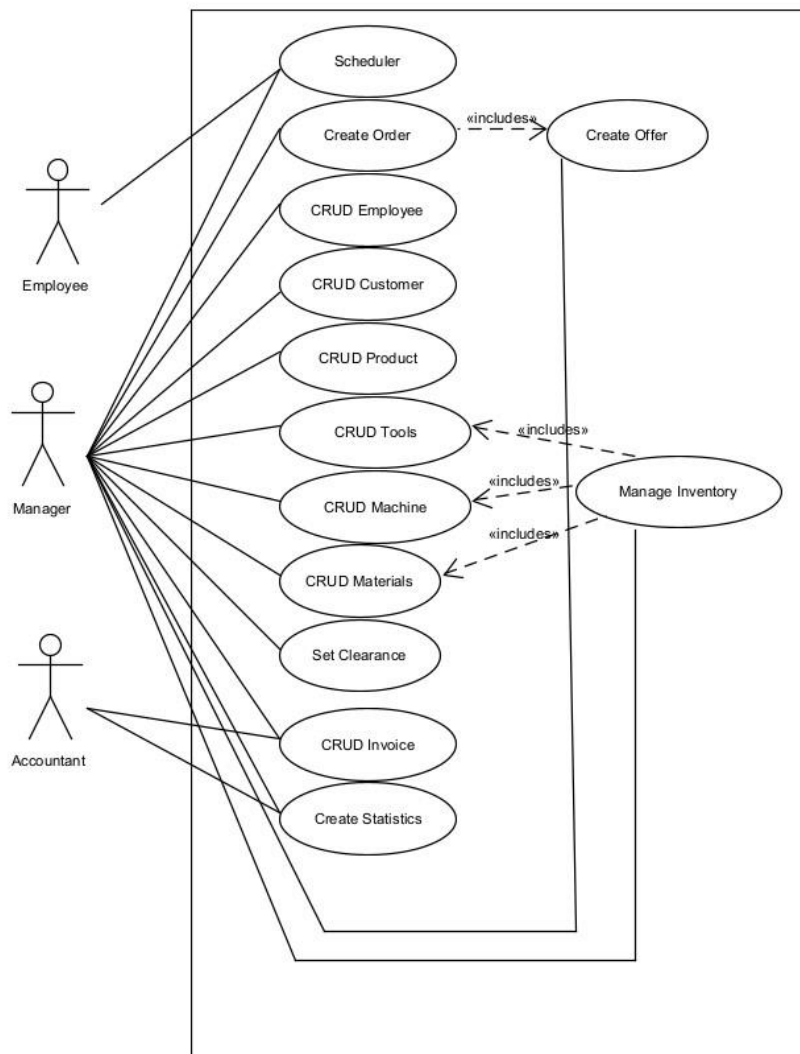 Scheduler
«includes»
Create Order
Create Offer
CRUD Employee
Employee
CRUD Customer
CRUD Product
CRUD Tools
«includes»
Manager
«includes»
Manage Inventory
CRUD Machine
«includes»
CRUD Materials
Set Clearance
Accountant
CRUD Invoice
Create Statistics